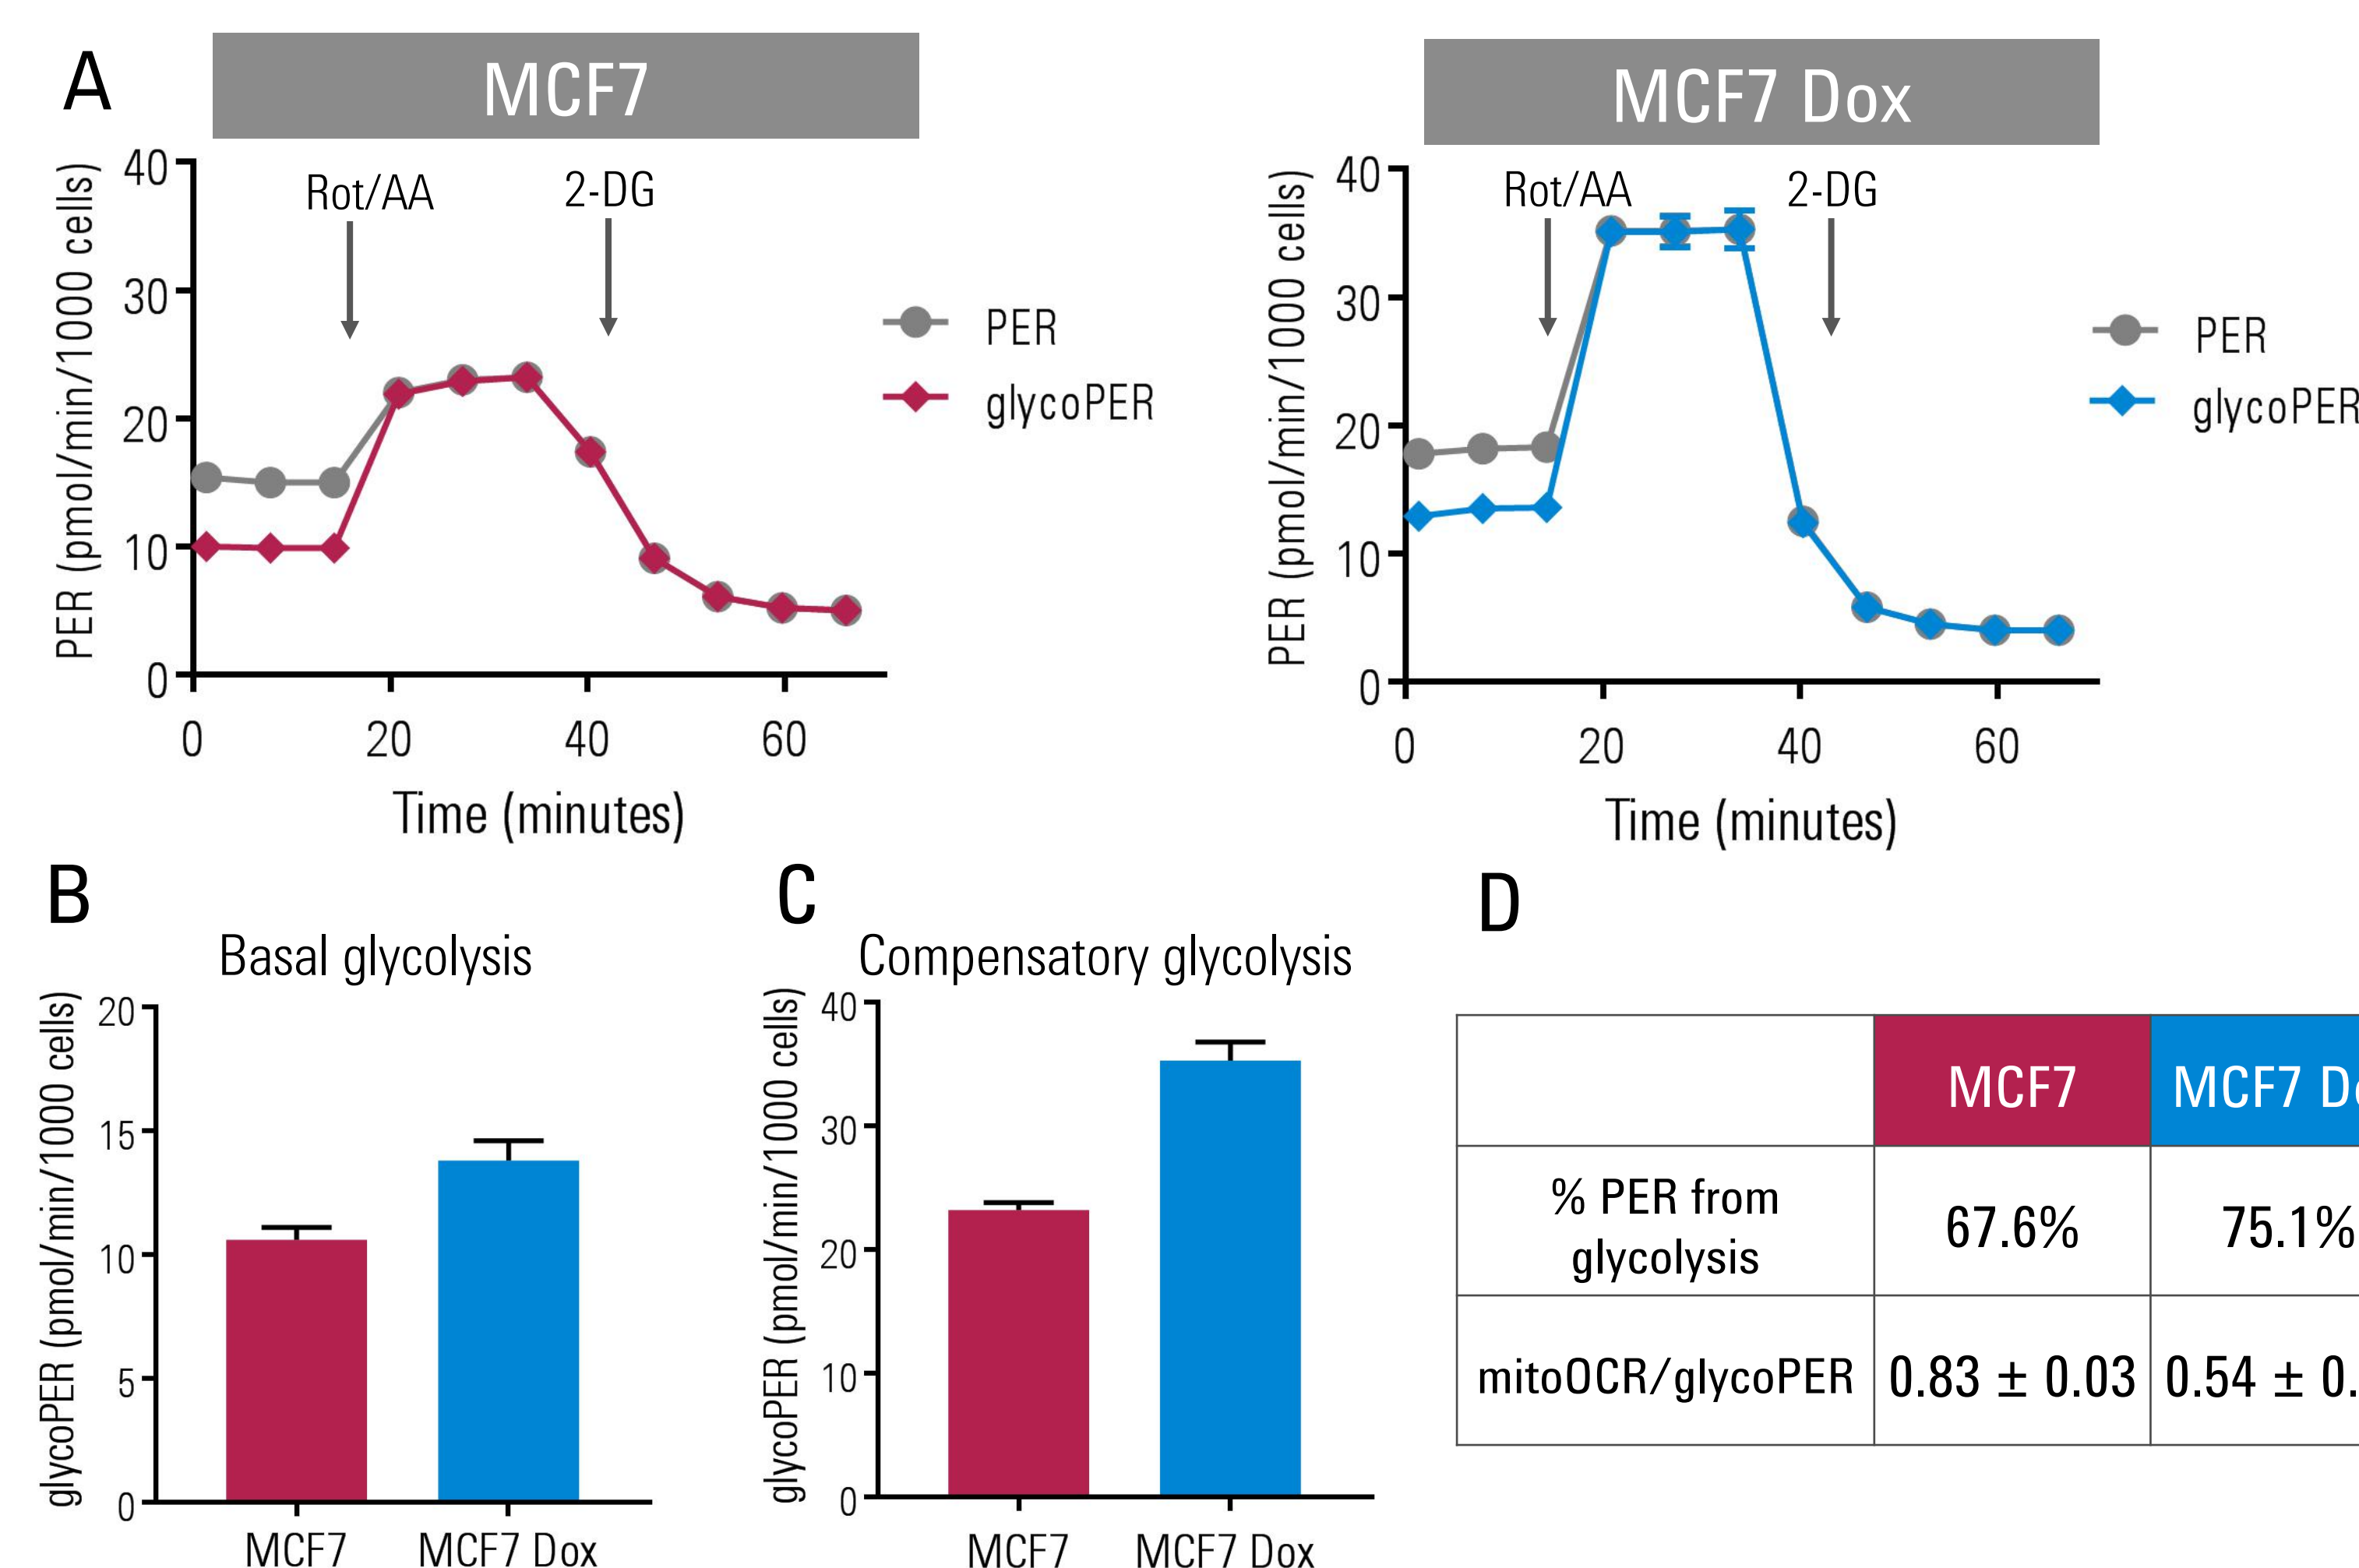 A
MCF7
MCF7 Dox
PER (pmol/min/1000 cells)
40
30
20
10
0
Rot/AA
2-DG
PER
glycoPER
0
20
40
60
Time (minutes)
PER (pmol/min/1000 cells)
40
30
20
10
0
Rot/AA
2-DG
PER
glycoPER
0
20
40
60
Time (minutes)
B
Basal glycolysis
glycoPER (pmol/min/1000 cells)
20
15
10
5
0
MCF7
MCF7 Dox
C
Compensatory glycolysis
glycoPER (pmol/min/1000 cells)
40
30
20
10
0
MCF7
MCF7 Dox
D
MCF7
MCF7
% PER from
glycolysis
67.6%
75.1%
mitoOCR/glycoPER
0.83 ± 0.03
0.54 ±